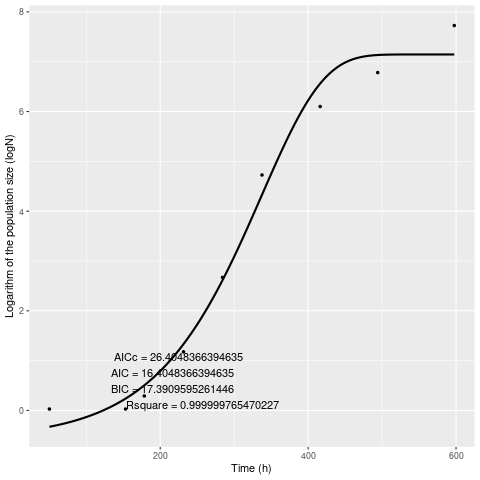 8
6
4
2
0
Logarithm of the population size (logN)
AICc = 26.4048366394635
AIC = 16.4048366394635
BIC = 17.3909595261446
Rsquare = 0.999999765470227
200
400
600
Time (h)